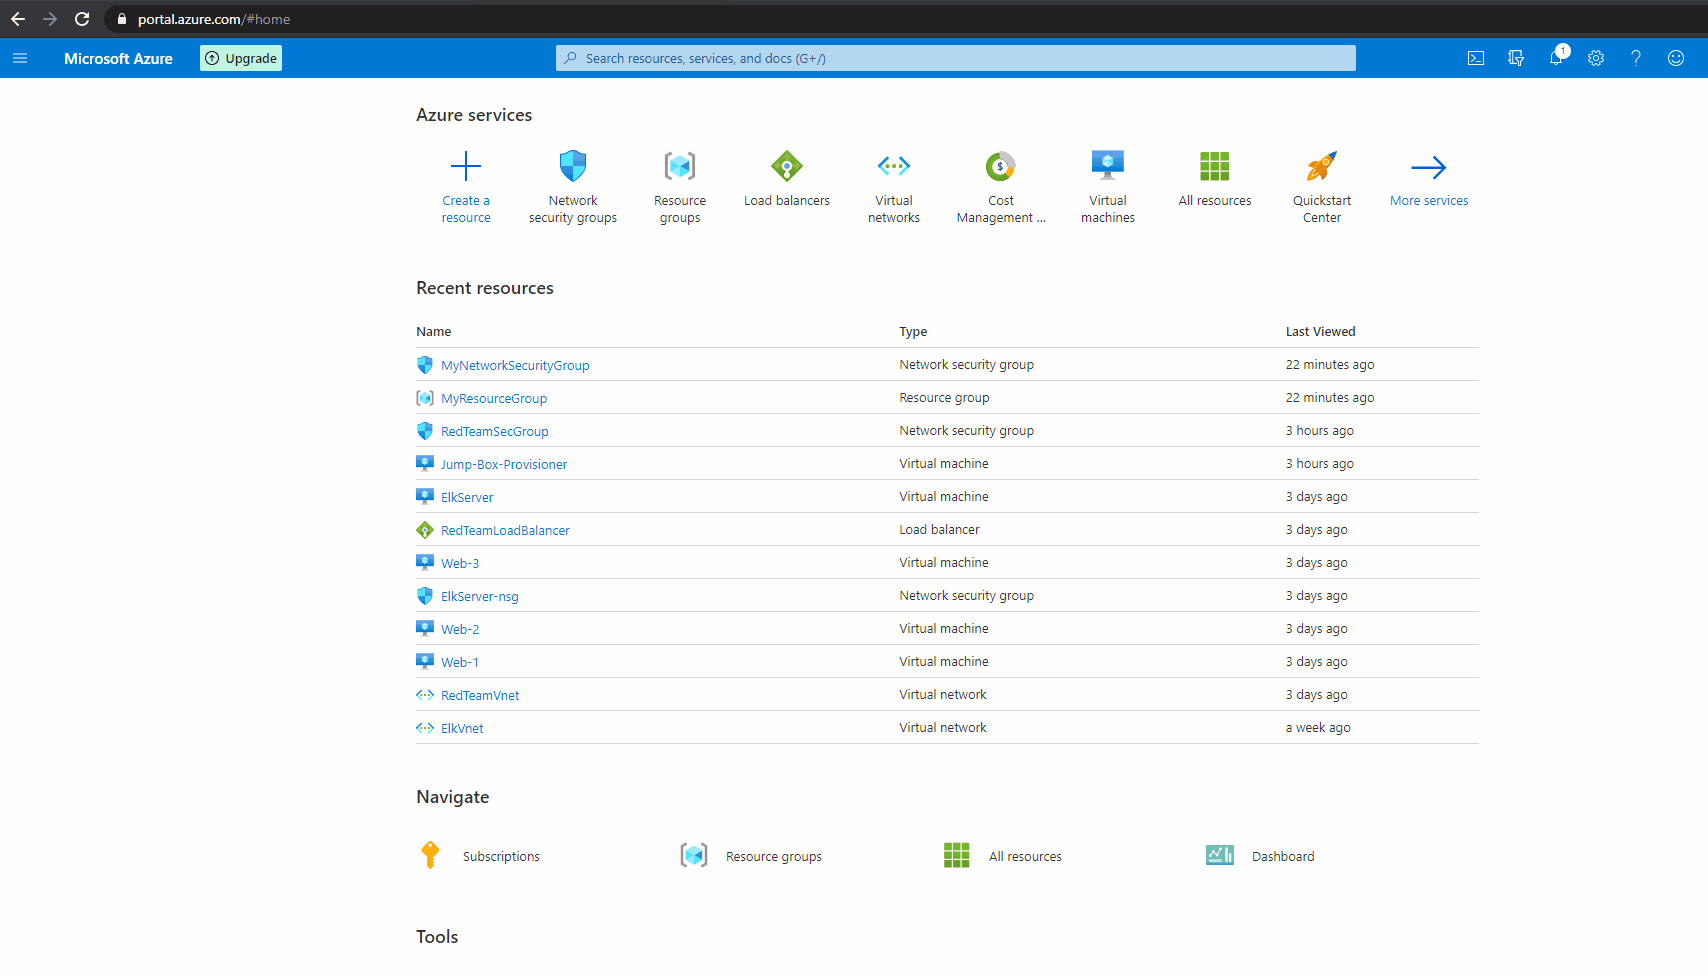 portal.azure.com/#home
Microsoft Azure
Upgrade
Search resources, services, and docs (G+/)
1
Azure services
Create a resource
Network security groups
Resource groups
Load balancers
Virtual networks
Cost Management ...
Virtual machines
All resources
Quickstart Center
More services
Recent resources
Name Type Last Viewed
MyNetworkSecurityGroup Network security group 22 minutes ago
MyResourceGroup Resource group 22 minutes ago
RedTeamSecGroup Network security group 3 hours ago
Jump-Box-Provisioner Virtual machine 3 hours ago
ElkServer Virtual machine 3 days ago
RedTeamLoadBalancer Load balancer 3 days ago
Web-3 Virtual machine 3 days ago
ElkServer-nsg Network security group 3 days ago
Web-2 Virtual machine 3 days ago
Web-1 Virtual machine 3 days ago
RedTeamVnet Virtual network 3 days ago
ElkVnet Virtual network a week ago
Navigate
Subscriptions Resource groups All resources Dashboard
Tools